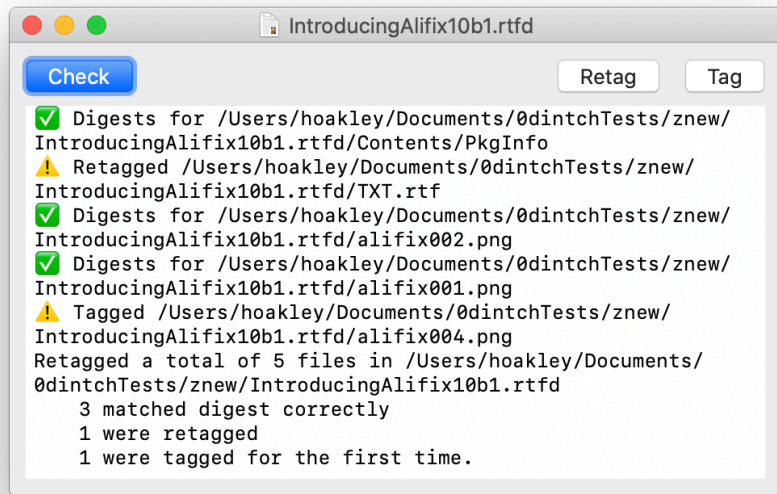 IntroducingAlifix10b1.rtfd
Check Retag Tag
✅ Digests for /Users/hoakley/Documents/0dintchTests/znew/
IntroducingAlifix10b1.rtfd/Contents/PkgInfo
⚠️ Retagged /Users/hoakley/Documents/0dintchTests/znew/
IntroducingAlifix10b1.rtfd/TXT.rtf
✅ Digests for /Users/hoakley/Documents/0dintchTests/znew/
IntroducingAlifix10b1.rtfd/alifix002.png
✅ Digests for /Users/hoakley/Documents/0dintchTests/znew/
IntroducingAlifix10b1.rtfd/alifix001.png
⚠️ Tagged /Users/hoakley/Documents/0dintchTests/znew/
IntroducingAlifix10b1.rtfd/alifix004.png
Retagged a total of 5 files in /Users/hoakley/Documents/
0dintchTests/znew/IntroducingAlifix10b1.rtfd
3 matched digest correctly
1 were retagged
1 were tagged for the first time.